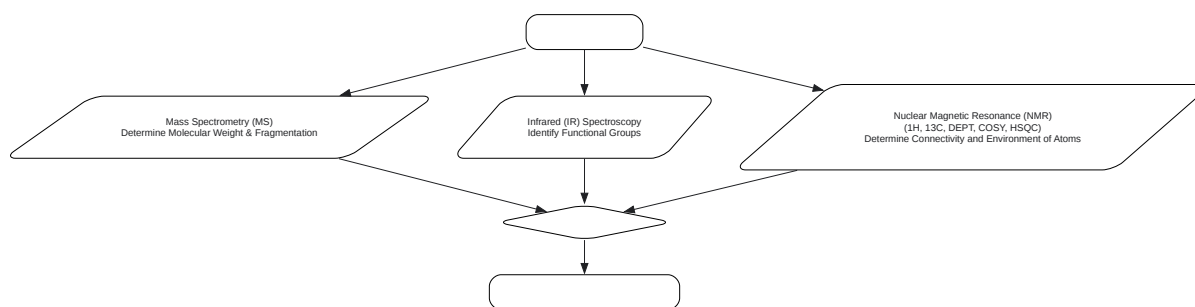 Mass Spectrometry (MS)
Determine Molecular Weight & Fragmentation
Infrared (IR) Spectroscopy
Identify Functional Groups
Nuclear Magnetic Resonance (NMR)
(1H, 13C, DEPT, COSY, HSQC)
Determine Connectivity and Environment of Atoms